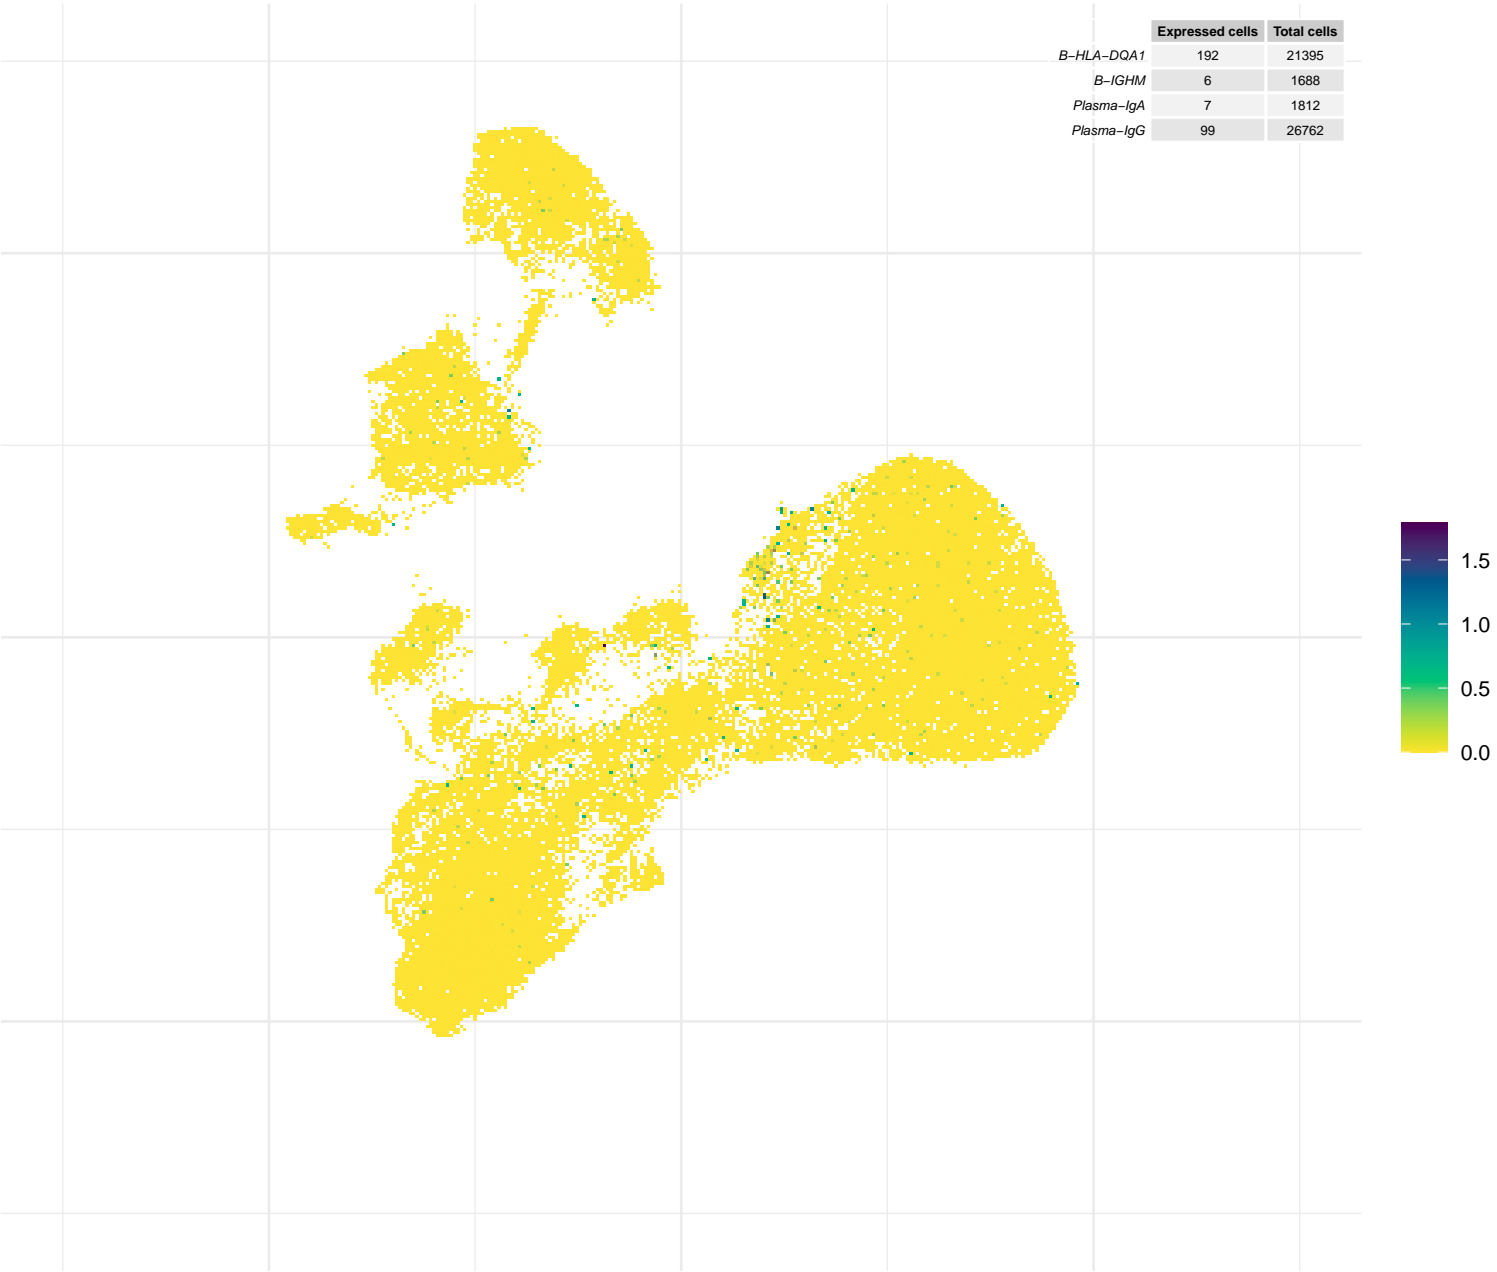 Expressed cells Total cells
B−HLA−DQA1 192 21395
B−IGHM 6 1688
Plasma−IgA 7 1812
Plasma−IgG 99 26762
1.5
1.0
0.5
0.0